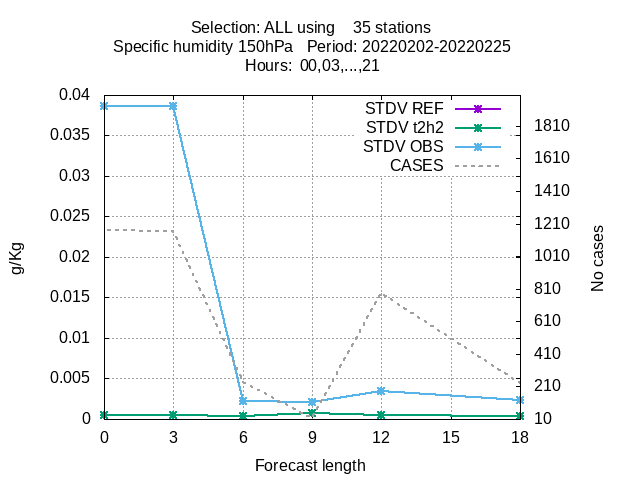 Selection: ALL using    35 stations
Specific humidity 150hPa   Period: 20220202-20220225
Hours:  00,03,...,21
STDV REF
STDV t2h2
STDV OBS
CASES
0.04
0.035
0.03
0.025
0.02
0.015
0.01
0.005
0
1810
1610
1410
1210
1010
810
610
410
210
10
g/Kg
No cases
0 3 6 9 12 15 18
Forecast length